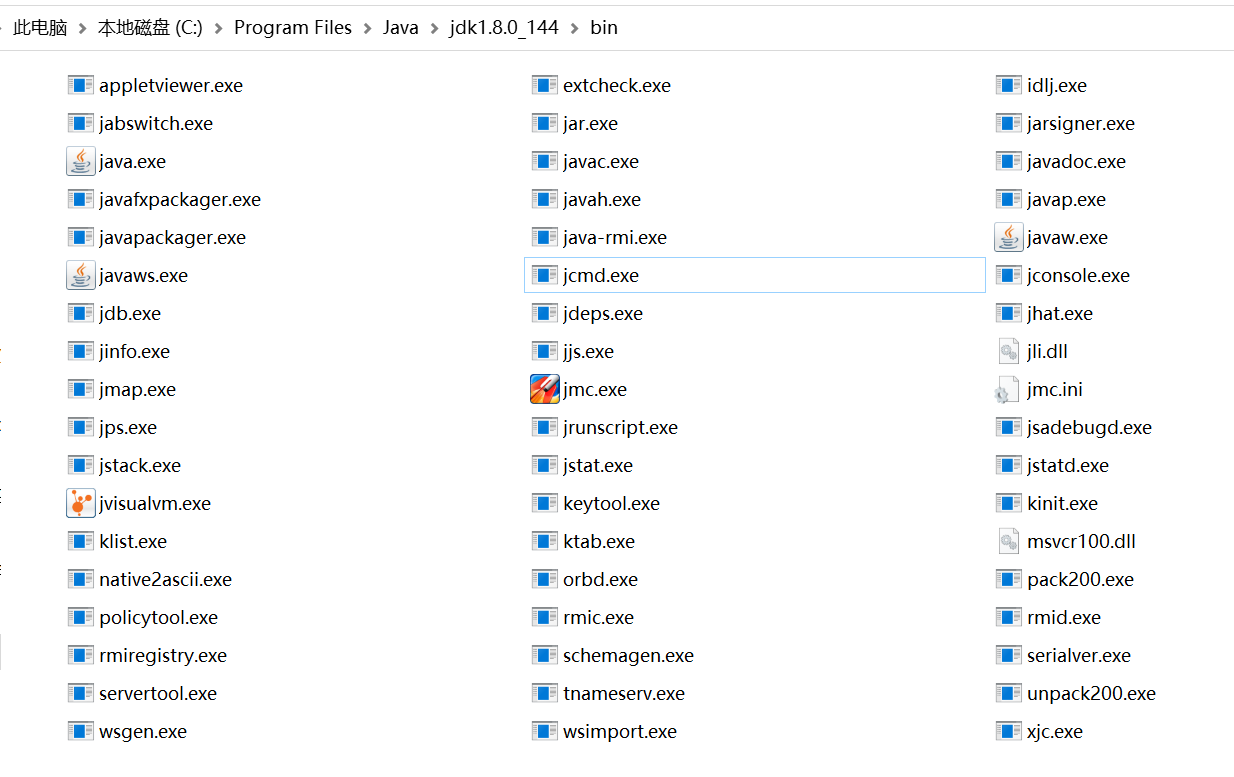 此电脑 > 本地磁盘 (C:) > Program Files > Java > jdk1.8.0_144 > bin
appletviewer.exe extcheck.exe idlj.exe
jabswitch.exe jar.exe jarsigner.exe
java.exe javac.exe javadoc.exe
javafxpackager.exe javah.exe javap.exe
javapackager.exe java-rmi.exe javaw.exe
javaws.exe jcmd.exe jconsole.exe
jdb.exe jdeps.exe jhat.exe
jinfo.exe jjs.exe jli.dll
jmap.exe jmc.exe jmc.ini
jps.exe jrunscript.exe jsadebugd.exe
jstack.exe jstat.exe jstatd.exe
jvisualvm.exe keytool.exe kinit.exe
klist.exe ktab.exe msvcr100.dll
native2ascii.exe orbd.exe pack200.exe
policytool.exe rmic.exe rmid.exe
rmiregistry.exe schemagen.exe serialver.exe
servertool.exe tnameserv.exe unpack200.exe
wsgen.exe wsimport.exe xjc.exe